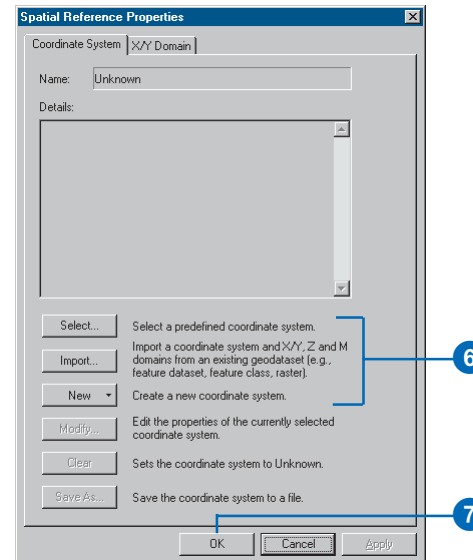 Spatial Reference Properties
Coordinate System
X/Y Domain
Name:
Unknown
Details:
Select...
Select a predefined coordinate system.
Import...
Import a coordinate system and X/Y, Z and M
domains from an existing geodataset (e.g.,
feature dataset, feature class, raster).
New
Create a new coordinate system.
6
Modify...
Edit the properties of the currently selected
coordinate system.
Clear
Sets the coordinate system to Unknown.
Save As...
Save the coordinate system to a file.
7
OK
Cancel
Apply